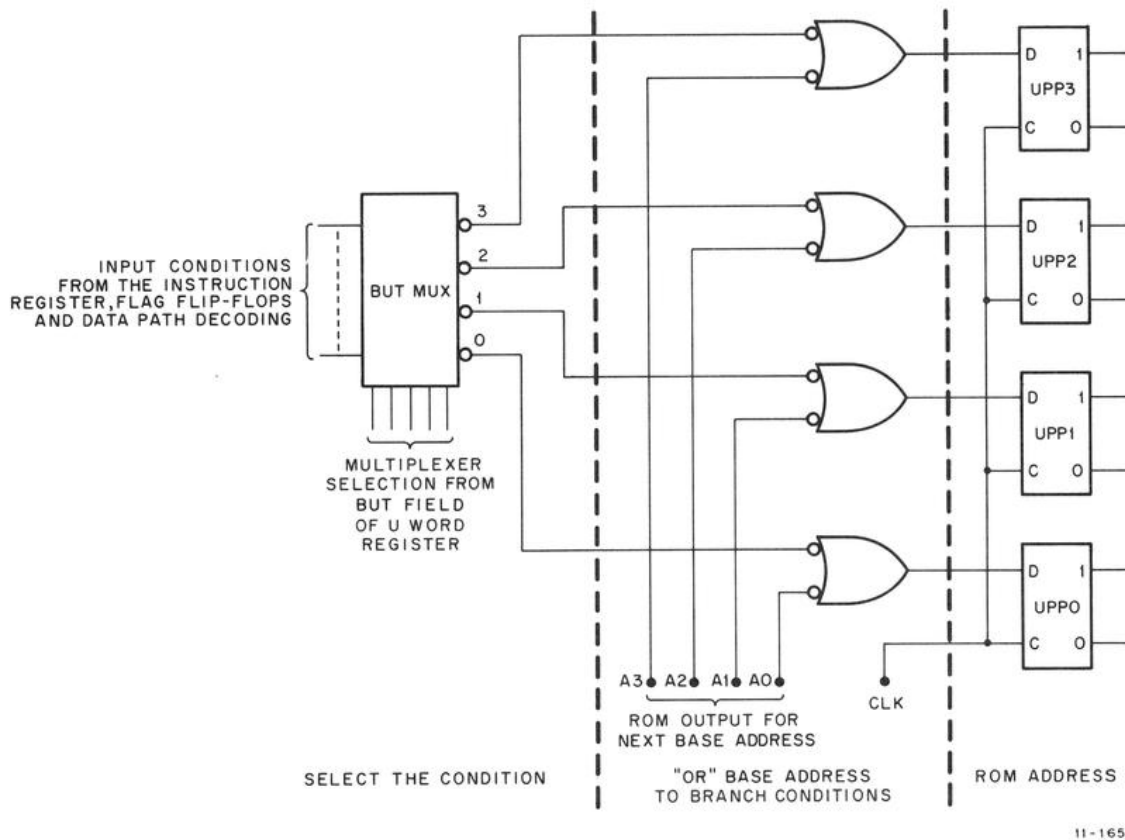 D 1
UPP3
C 0
3
D 1
UPP2
C 0
2
INPUT CONDITIONS
FROM THE INSTRUCTION
REGISTER, FLAG FLIP-FLOPS
AND DATA PATH DECODING
BUT MUX
1
0
D 1
UPP1
C 0
MULTIPLEXER
SELECTION FROM
BUT FIELD
OF U WORD
REGISTER
D 1
UPP0
C 0
A3 A2 A1 A0
CLK
ROM OUTPUT FOR
NEXT BASE ADDRESS
SELECT THE CONDITION
"OR" BASE ADDRESS
TO BRANCH CONDITIONS
ROM ADDRESS
11-165